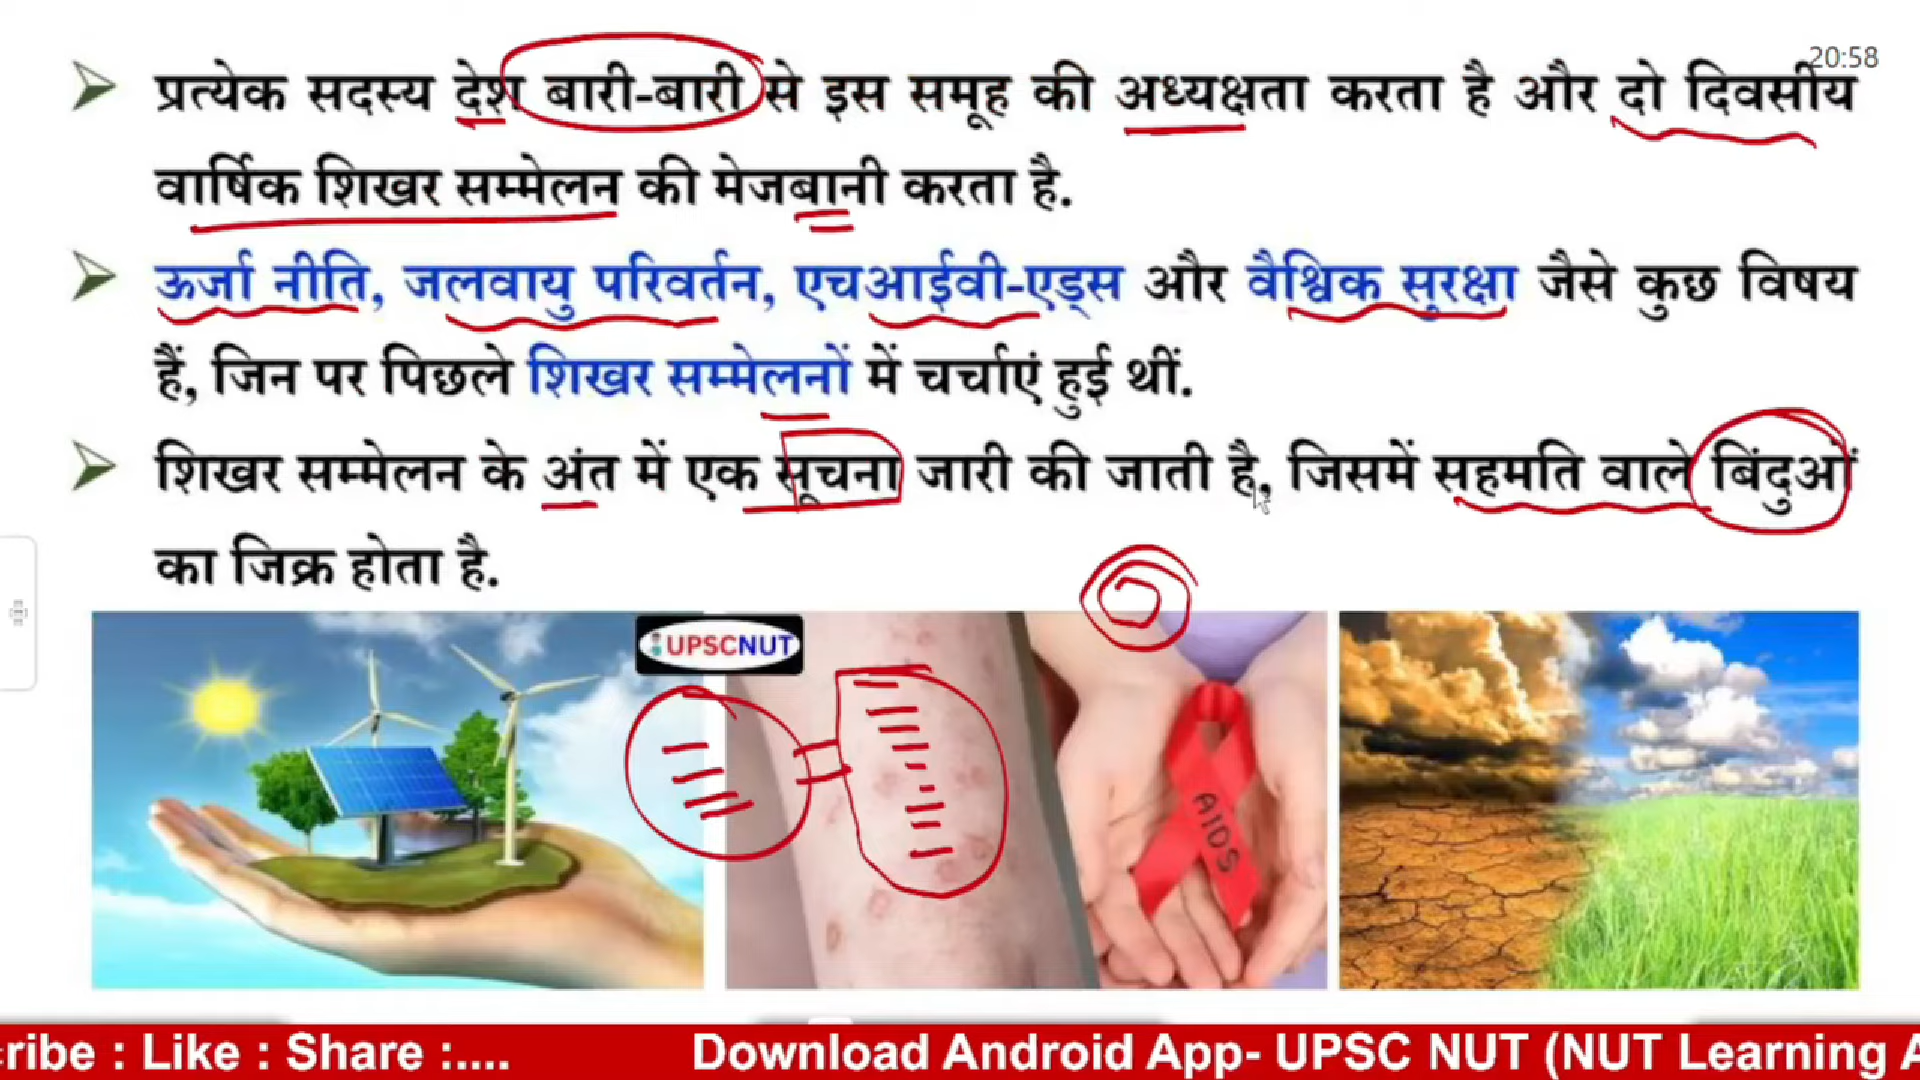 20:58
प्रत्येक सदस्य देश बारी-बारी से इस समूह की अध्यक्षता करता है और दो दिवसीय
वार्षिक शिखर सम्मेलन की मेजबानी करता है.
ऊर्जा नीति, जलवायु परिवर्तन, एचआईवी-एड्स और वैश्विक सुरक्षा जैसे कुछ विषय
हैं, जिन पर पिछले शिखर सम्मेलनों में चर्चाएं हुई थीं.
शिखर सम्मेलन के अंत में एक सूचना जारी की जाती है, जिसमें सहमति वाले बिंदुओं
का जिक्र होता है.
UPSCNUT
AIDS
ribe : Like : Share :.... Download Android App- UPSC NUT (NUT Learning A